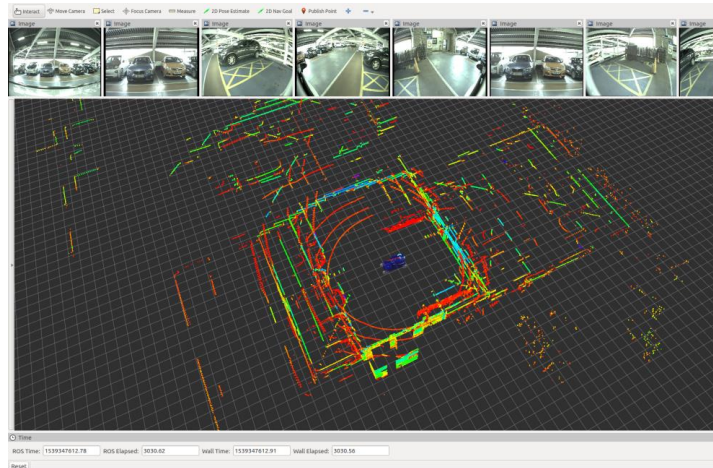 Interact Move Camera Select Focus Camera Measure 2D Pose Estimate 2D Nav Goal Publish Point
Image Image Image Image Image Image Image Image
Time
ROS Time: 1539347612.78 ROS Elapsed: 3030.62 Wall Time: 1539347612.91 Wall Elapsed: 3030.56
Reset